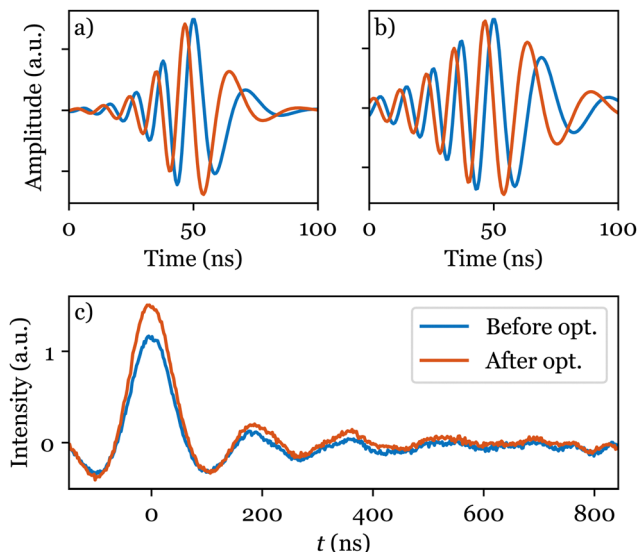 a)
b)
Amplitude (a.u.)
0 50 100
0 50 100
Time (ns)
Time (ns)
c)
Before opt.
After opt.
Intensity (a.u.)
1
0
0 200 400 600 800
t (ns)